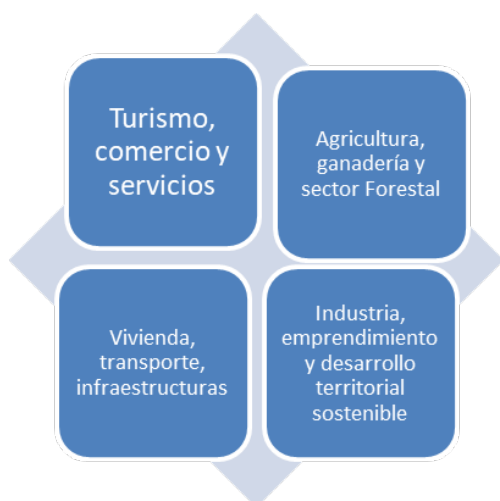 Turismo,
comercio y
servicios
Agricultura,
ganadería y
sector Forestal
Vivienda,
transporte,
infraestructuras
Industria,
emprendimiento
y desarrollo
territorial
sostenible